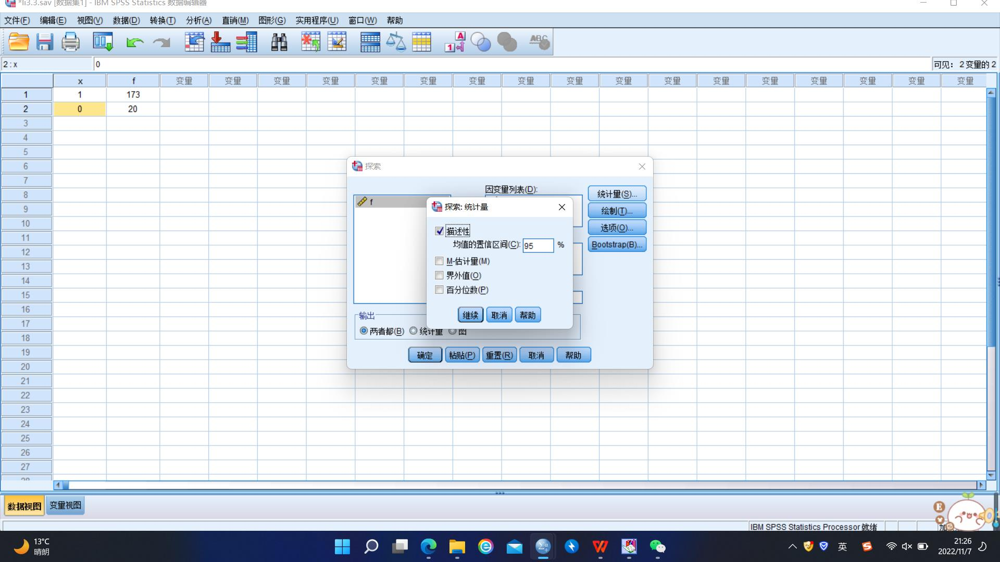 *li3.3.sav [数据集1] - IBM SPSS Statistics 数据编辑器
文件(F) 编辑(E) 视图(V) 数据(D) 转换(T) 分析(A) 直销(M) 图形(G) 实用程序(U) 窗口(W) 帮助
2 : x 0 可见： 2 变量的 2
x f 变量 变量 变量 变量 变量 变量 变量 变量 变量 变量 变量 变量 变量 变量 变量 变量 变量
1 1 173
2 0 20
3
4
5
6
7
8
9
10
11
12
13
14
15
16
17
18
19
20
21
22
23
24
25
26
27
28
探索
因变量列表(D):
f
统计量(S)...
绘制(T)...
选项(O)...
Bootstrap(B)...
探索: 统计量
描述性
均值的置信区间(C): 95 %
M-估计量(M)
界外值(O)
百分位数(P)
继续 取消 帮助
输出
两者都(B) 统计量 图
确定 粘贴(P) 重置(R) 取消 帮助
数据视图 变量视图
IBM SPSS Statistics Processor 就绪
加
13°C
晴朗
英
21:26
2022/11/7